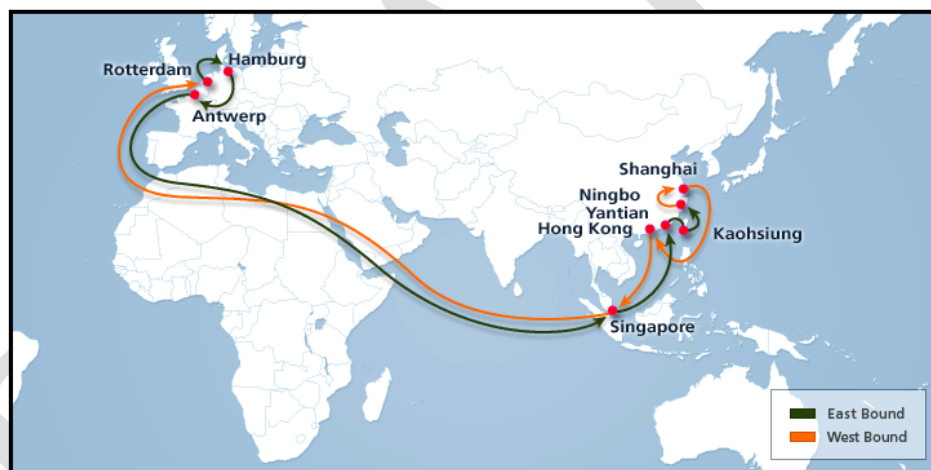 Hamburg
Rotterdam
Antwerp
Shanghai
Ningbo
Yantian
Hong Kong
Kaohsiung
Singapore
East Bound
West Bound